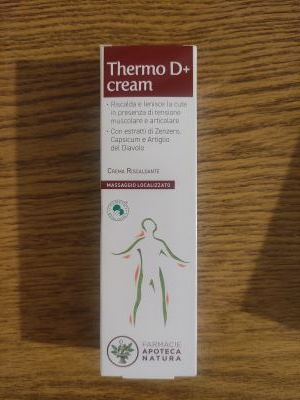 Thermo D+
cream
• Riscalda e lenisce la cute
in presenza di tensione
muscolare e articolare
• Con estratti di Zenzero,
Capsicum e Artiglio
del Diavolo
CREMA RISCALDANTE
MASSAGGIO LOCALIZZATO
FARMACIE
APOTECA
NATURA